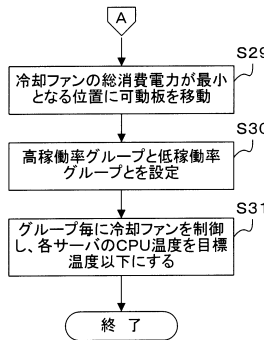 A
S29
冷却ファンの総消費電力が最小
となる位置に可動板を移動
S30
高稼働率グループと低稼働率
グループとを設定
S31
グループ毎に冷却ファンを制御
し、各サーバのCPU温度を目標
温度以下にする
終 了